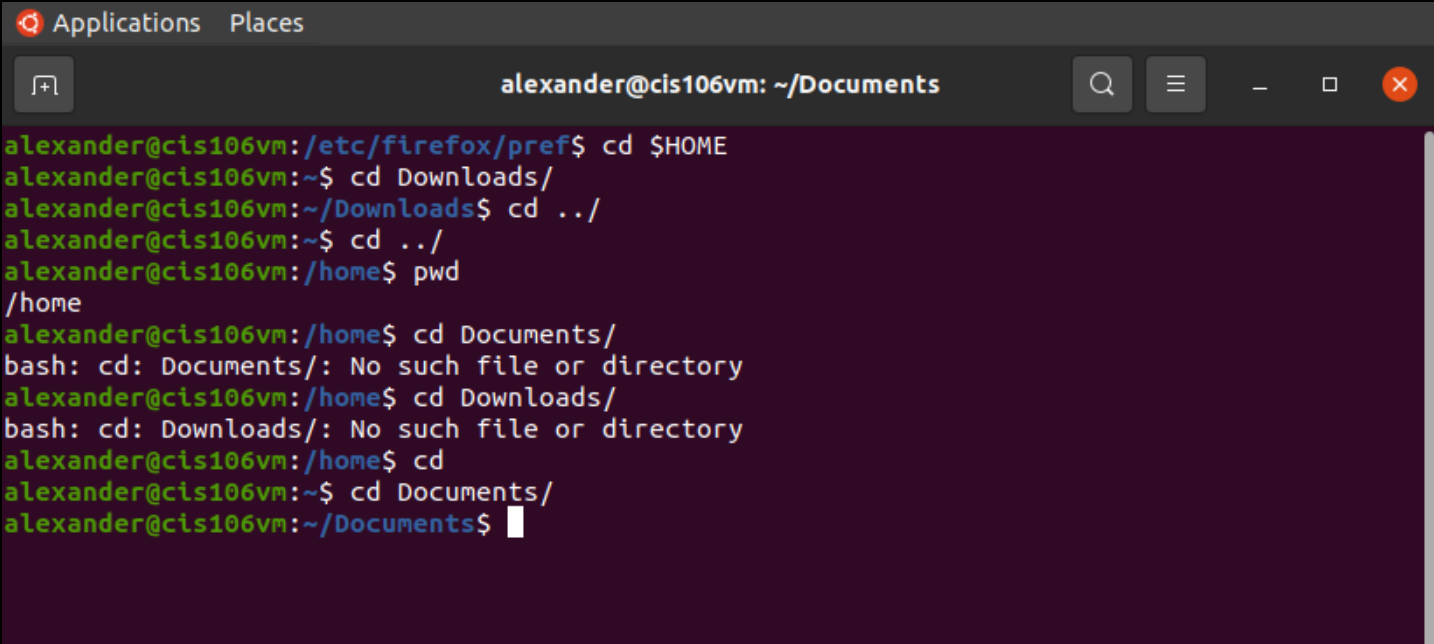 Applications Places
alexander@cis106vm: ~/Documents
alexander@cis106vm:/etc/firefox/pref$ cd $HOME
alexander@cis106vm:~$ cd Downloads/
alexander@cis106vm:~/Downloads$ cd ../
alexander@cis106vm:~$ cd ../
alexander@cis106vm:/home$ pwd
/home
alexander@cis106vm:/home$ cd Documents/
bash: cd: Documents/: No such file or directory
alexander@cis106vm:/home$ cd Downloads/
bash: cd: Downloads/: No such file or directory
alexander@cis106vm:/home$ cd
alexander@cis106vm:~$ cd Documents/
alexander@cis106vm:~/Documents$